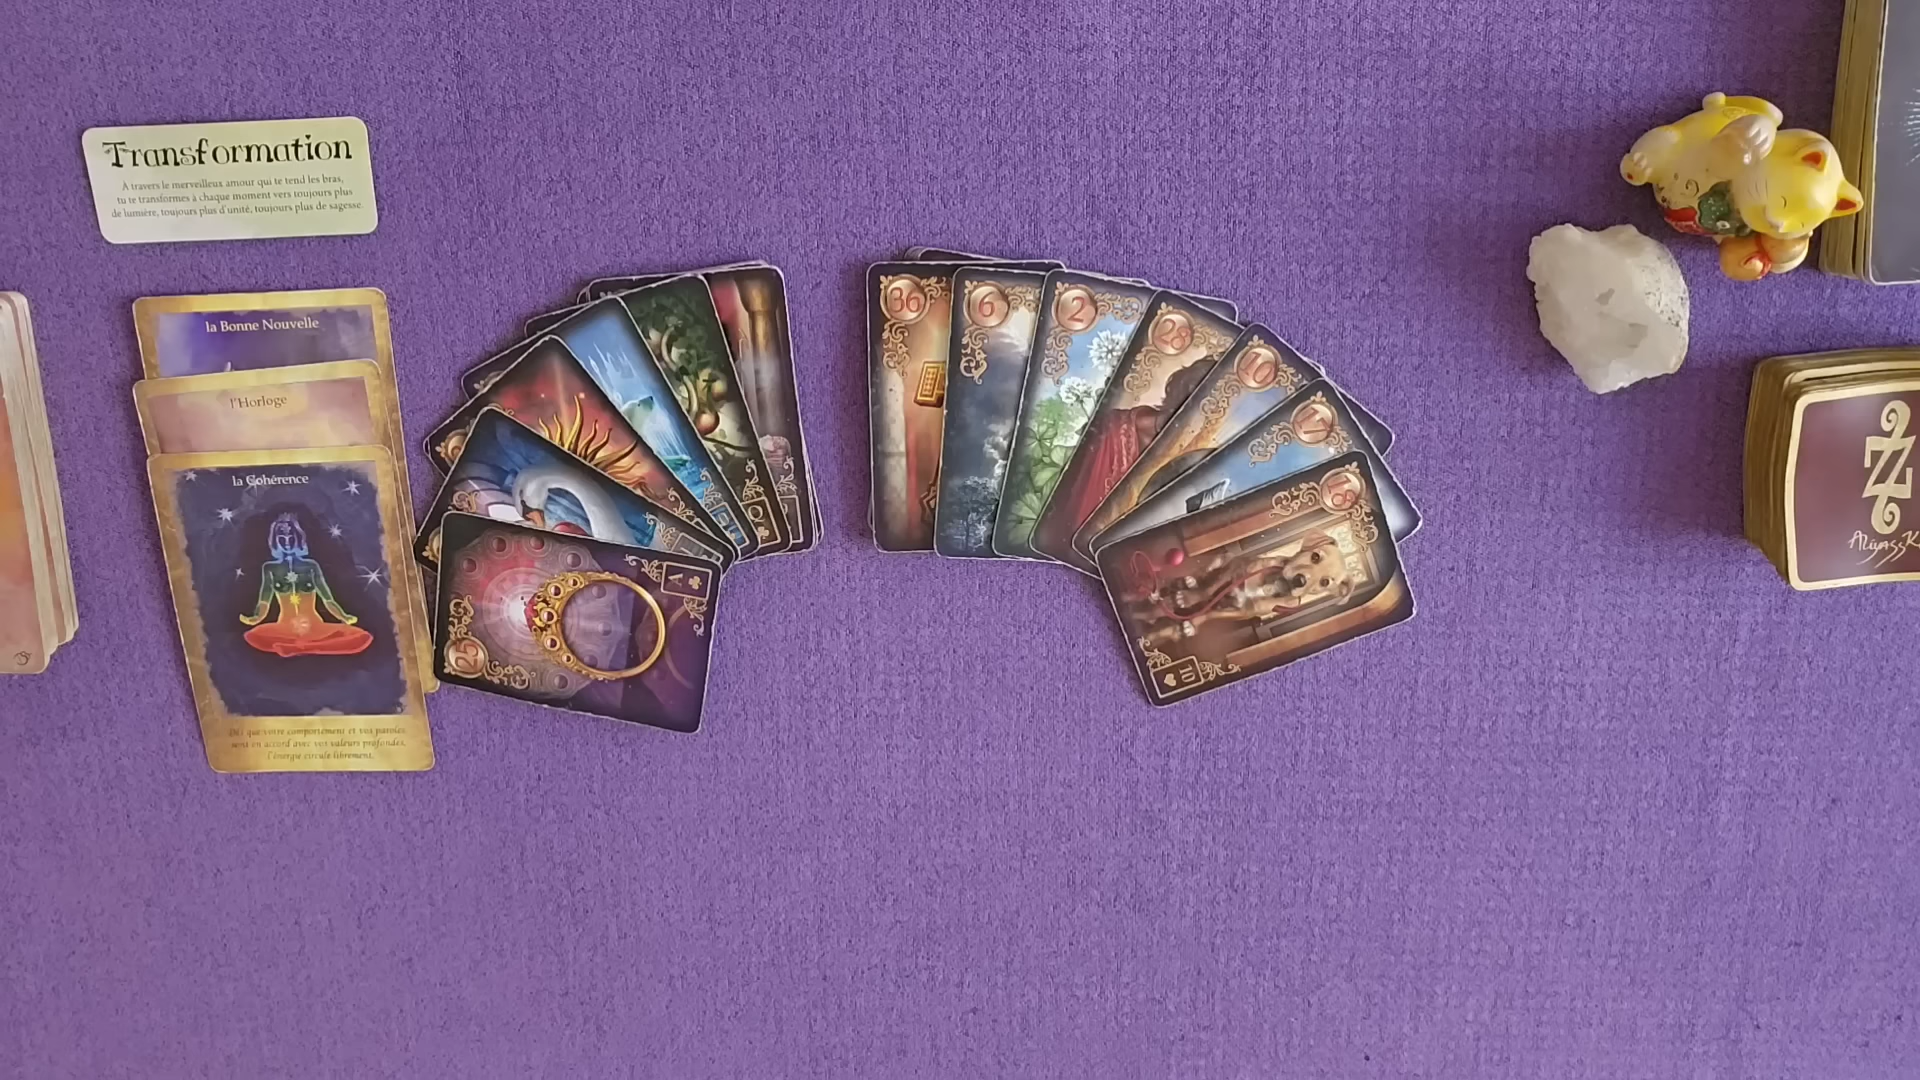 Transformation
À travers le merveilleux amour qui te tend les bras,
tu te transformes à chaque moment vers toujours plus
de lumière, toujours plus d'unité, toujours plus de sagesse.
la Bonne Nouvelle
l'Horloge
la Cohérence
Dès que votre comportement et vos paroles
sont en accord avec vos valeurs profondes,
l'énergie circule librement.
A
25
36
6
2
28
10
17
18
10